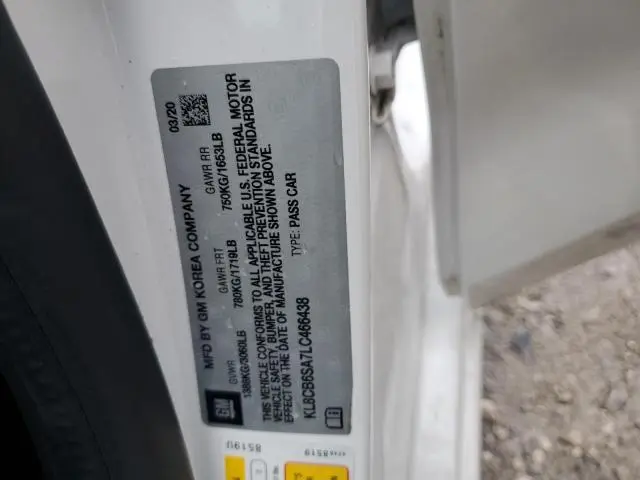 MFD BY GM KOREA COMPANY 03/20
GVWR GAWR FRT GAWR RR
1388KG/3060LB 780KG/1719LB 750KG/1653LB
THIS VEHICLE CONFORMS TO ALL APPLICABLE U.S. FEDERAL MOTOR
VEHICLE SAFETY, BUMPER, AND THEFT PREVENTION STANDARDS IN
EFFECT ON THE DATE OF MANUFACTURE SHOWN ABOVE.
TYPE: PASS CAR
KL8CB6SA7LC466438
GM
8519